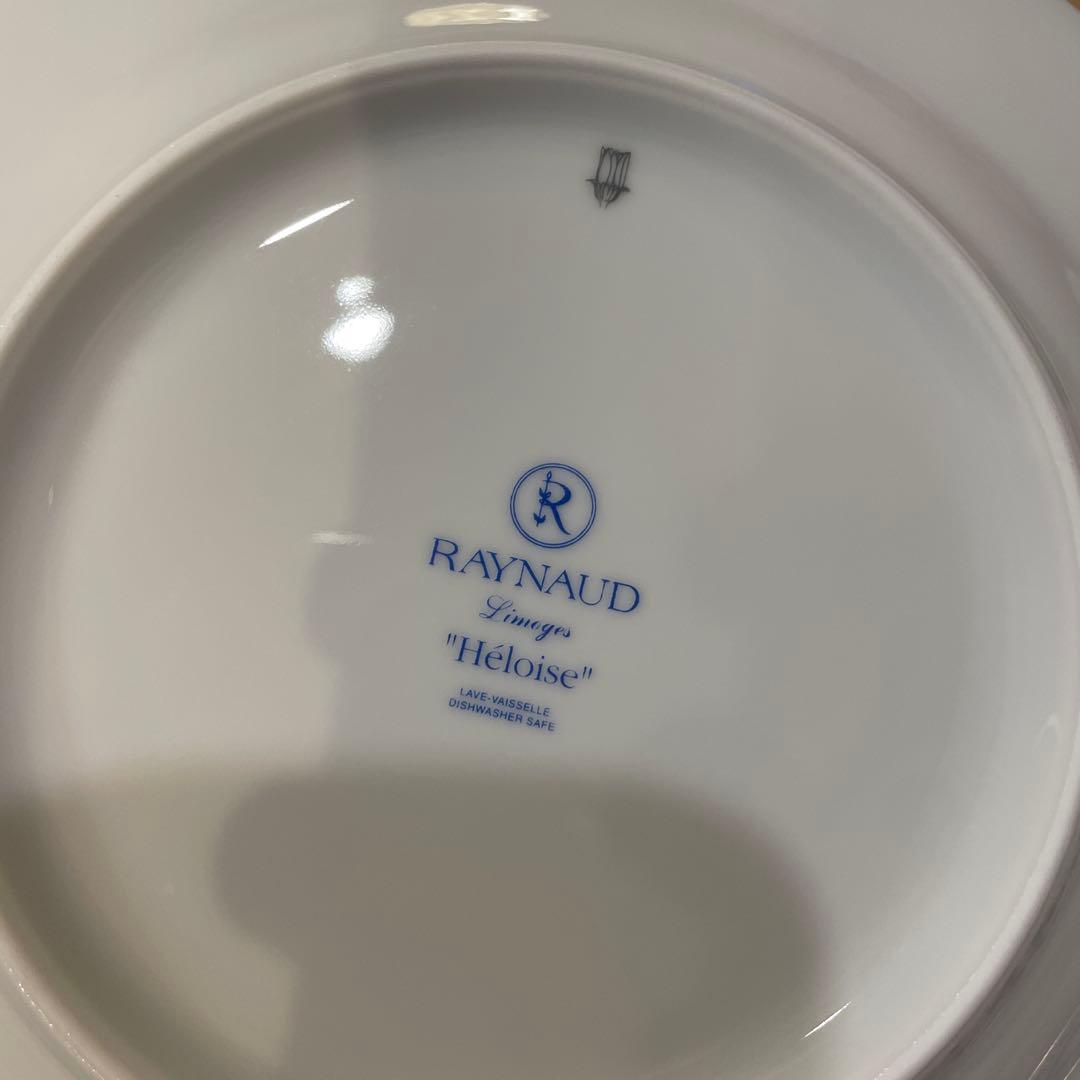 R
RAYNAUD
Limoges
"Héloise"
LAVE-VAISSELLE
DISHWASHER SAFE